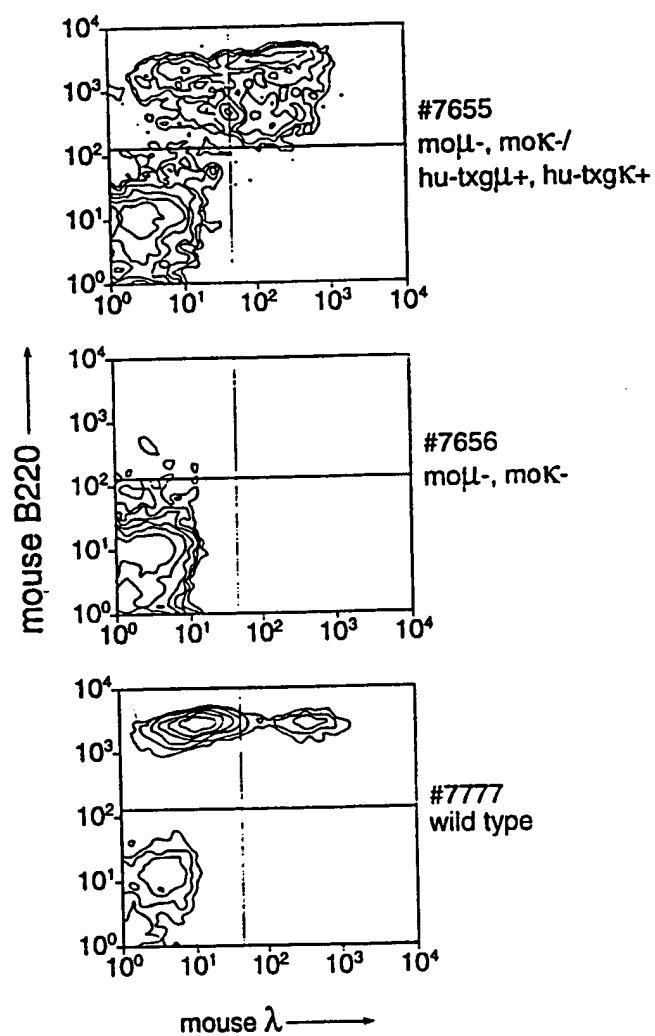 10⁴
10³
10²
10¹
10⁰
10⁰ 10¹ 10² 10³ 10⁴
#7655
moμ-, moκ-/
hu-txgμ+, hu-txgκ+
10⁴
10³
10²
10¹
10⁰
10⁰ 10¹ 10² 10³ 10⁴
#7656
moμ-, moκ-
10⁴
10³
10²
10¹
10⁰
10⁰ 10¹ 10² 10³ 10⁴
#7777
wild type
mouse B220
mouse λ